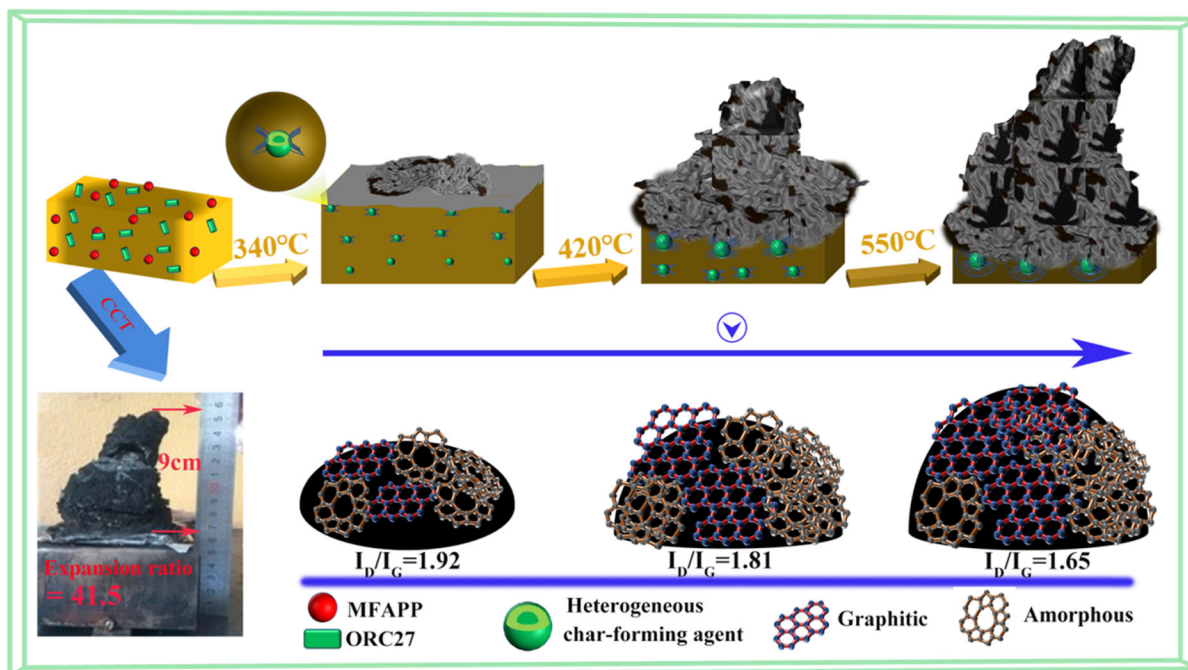 340℃
420℃
550℃
CCT
9cm
Expansion ratio
= 41.5
I_D/I_G=1.92
I_D/I_G=1.81
I_D/I_G=1.65
MFAPP
ORC27
Heterogeneous
char-forming agent
Graphitic
Amorphous